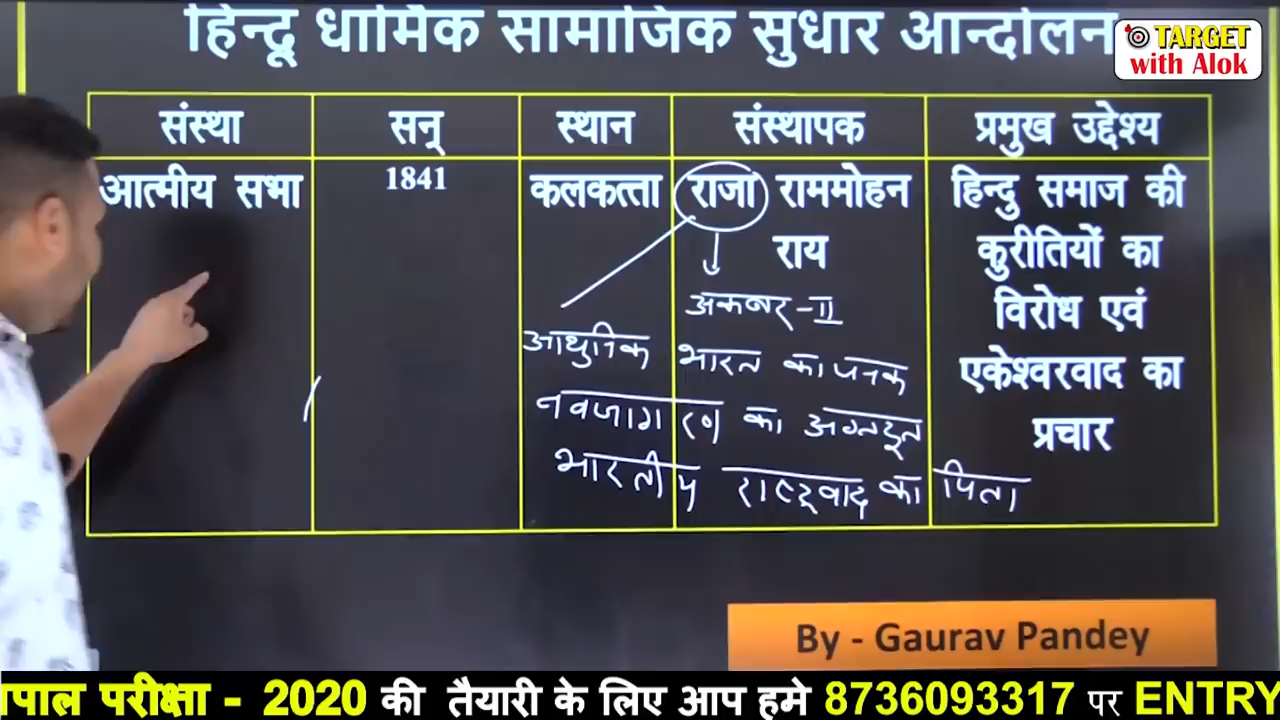 हिन्दू धार्मिक सामाजिक सुधार आन्दोलन
TARGET
with Alok
संस्था सन् स्थान संस्थापक प्रमुख उद्देश्य
आत्मीय सभा 1841 कलकत्ता राजा राममोहन हिन्दु समाज की
राय कुरीतियों का
अकबर-II विरोध एवं
आधुनिक भारत का जनक एकेश्वरवाद का
नवजागरण का अग्रदूत प्रचार
भारतीय राष्ट्रवाद का पिता
By - Gaurav Pandey
परीक्षा - 2020 की तैयारी के लिए आप हमे 8736093317 पर ENTRY